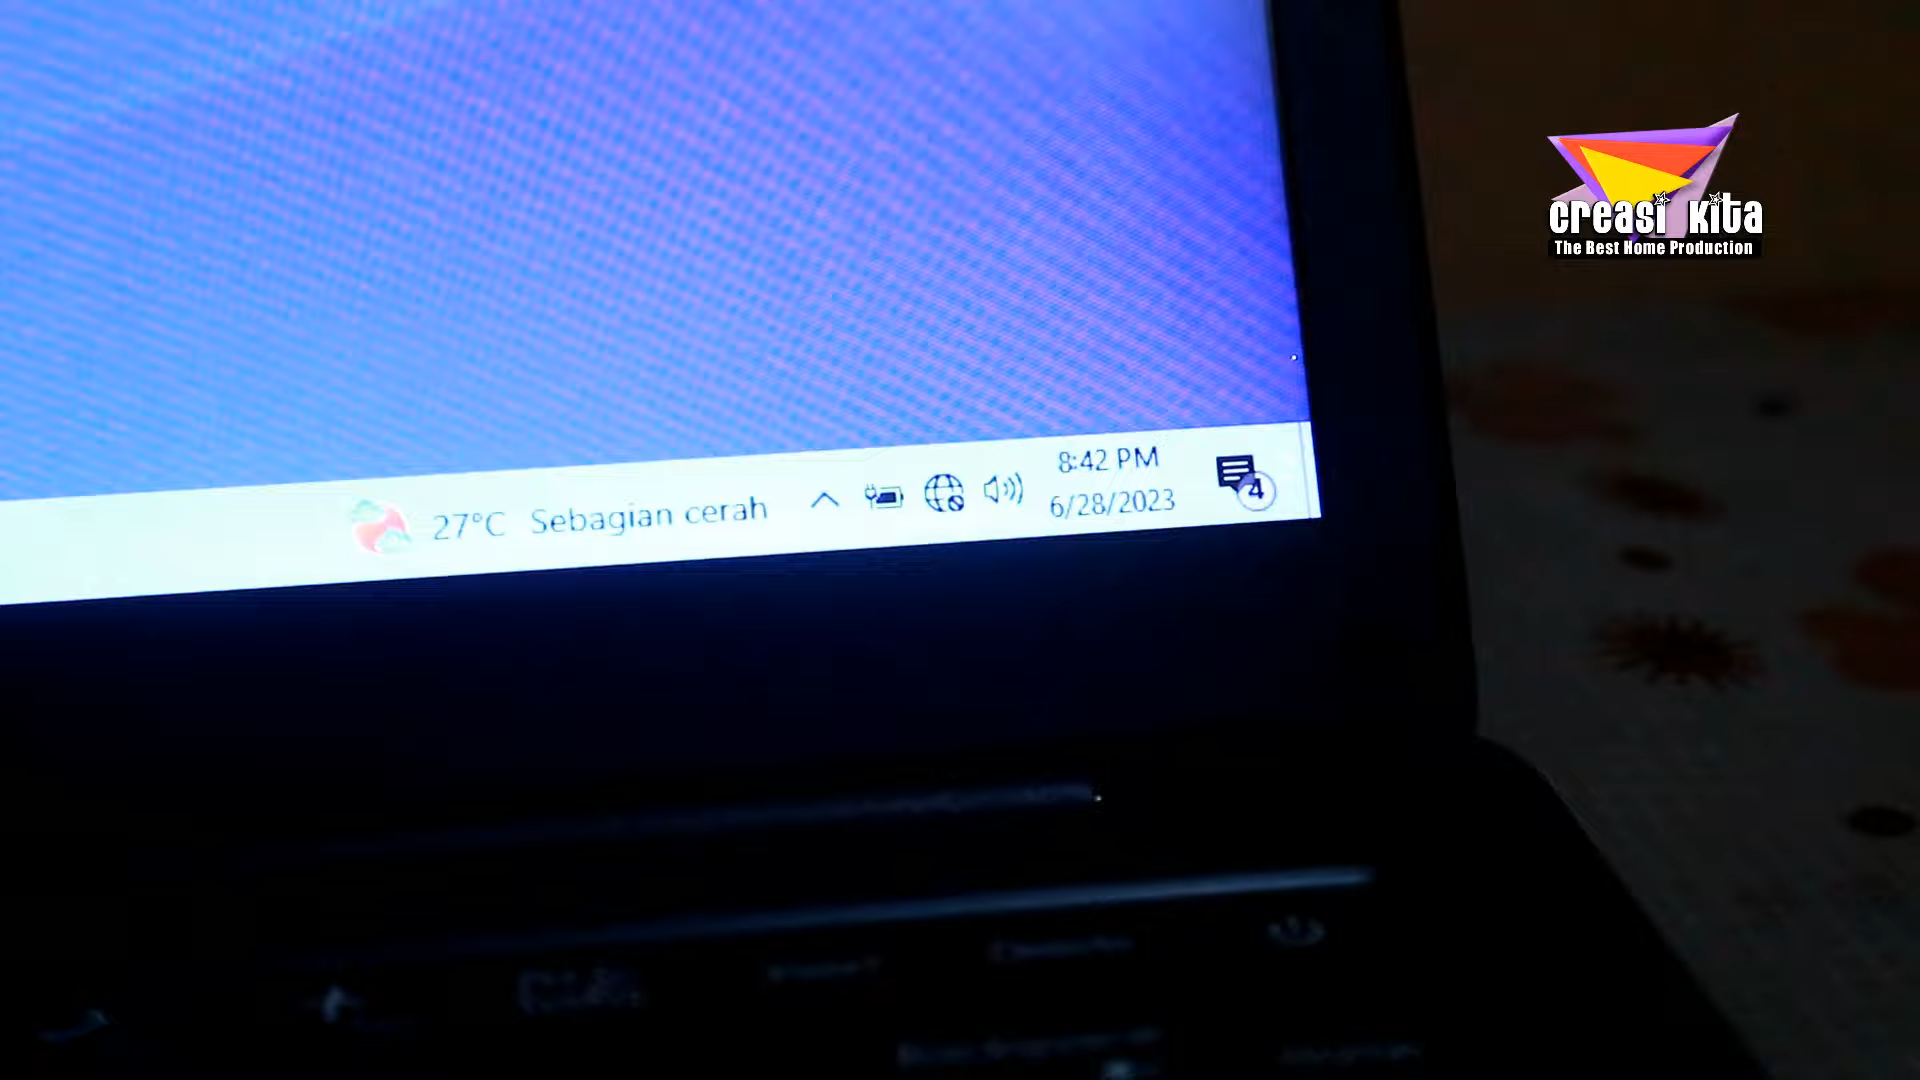 creasi kita
The Best Home Production
8:42 PM
27°C Sebagian cerah
6/28/2023
4